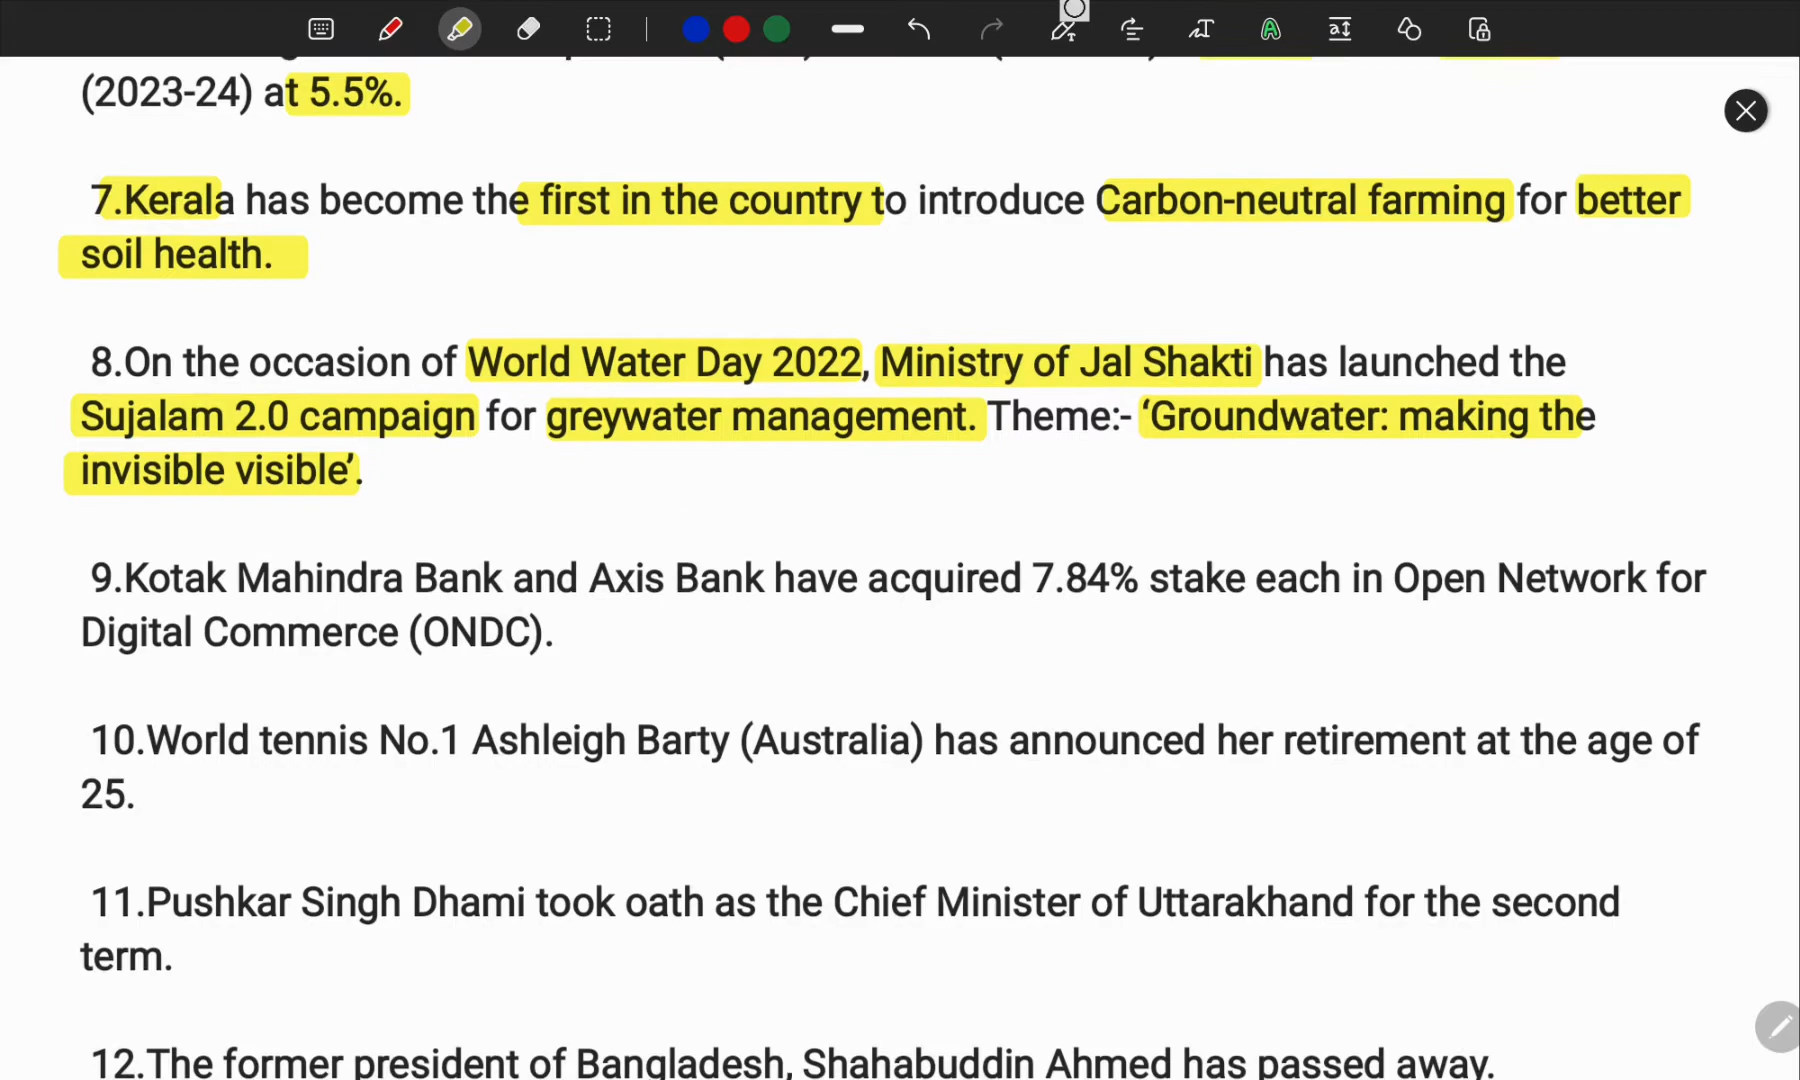 (2023-24) at 5.5%.
7.Kerala has become the first in the country to introduce Carbon-neutral farming for better
soil health.
8.On the occasion of World Water Day 2022, Ministry of Jal Shakti has launched the
Sujalam 2.0 campaign for greywater management. Theme:- ‘Groundwater: making the
invisible visible’.
9.Kotak Mahindra Bank and Axis Bank have acquired 7.84% stake each in Open Network for
Digital Commerce (ONDC).
10.World tennis No.1 Ashleigh Barty (Australia) has announced her retirement at the age of
25.
11.Pushkar Singh Dhami took oath as the Chief Minister of Uttarakhand for the second
term.
12.The former president of Bangladesh, Shahabuddin Ahmed has passed away.